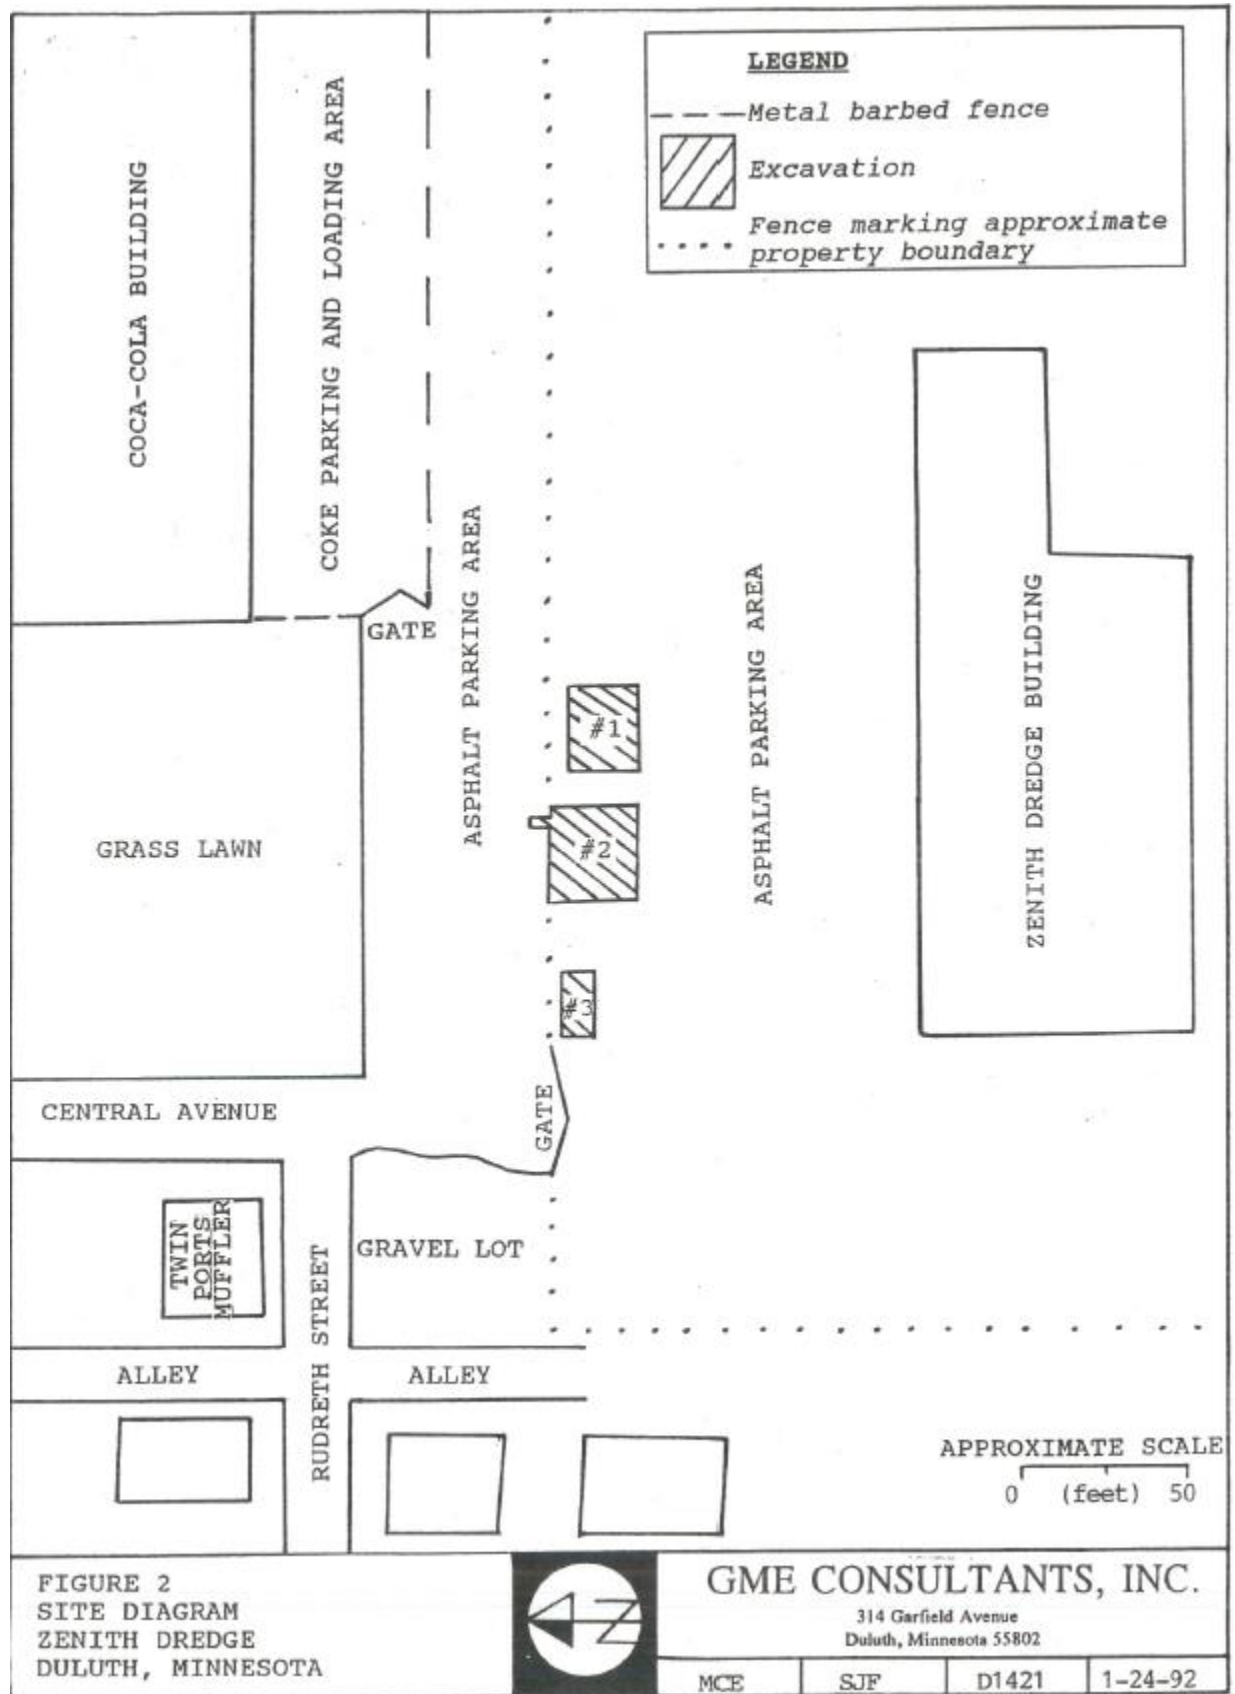 LEGEND
Metal barbed fence
Excavation
Fence marking approximate
property boundary
COCA-COLA BUILDING
COKE PARKING AND LOADING AREA
GATE
ASPHALT PARKING AREA
#1
#2
#3
ASPHALT PARKING AREA
ZENITH DREDGE BUILDING
GRASS LAWN
CENTRAL AVENUE
GATE
TWIN
PORTS
MUFFLER
RUDRETH STREET
GRAVEL LOT
ALLEY
ALLEY
APPROXIMATE SCALE
0 (feet) 50
FIGURE 2
SITE DIAGRAM
ZENITH DREDGE
DULUTH, MINNESOTA
N
GME CONSULTANTS, INC.
314 Garfield Avenue
Duluth, Minnesota 55802
MCE SJF D1421 1-24-92